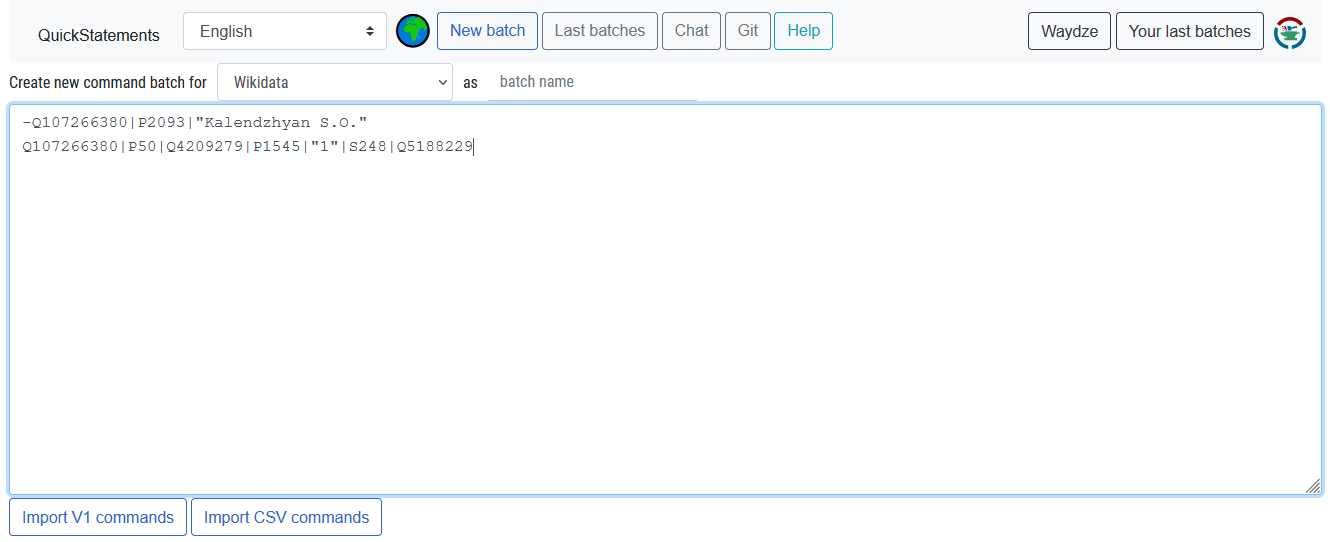 QuickStatements English New batch Last batches Chat Git Help Waydze Your last batches
Create new command batch for Wikidata as batch name
-Q107266380|P2093|"Kalendzhyan S.O."
Q107266380|P50|Q4209279|P1545|"1"|S248|Q5188229
Import V1 commands Import CSV commands